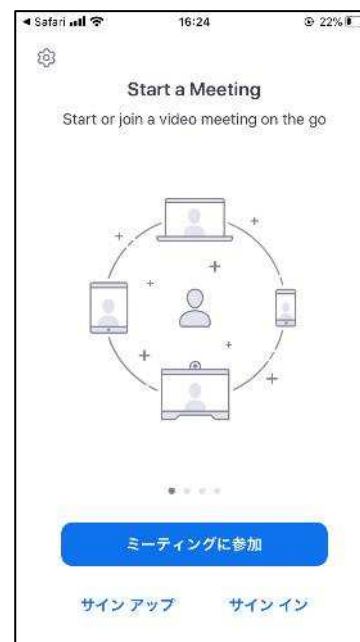 ◀ Safari 16:24 22%
Start a Meeting
Start or join a video meeting on the go
ミーティングに参加
サイン アップ サイン イン